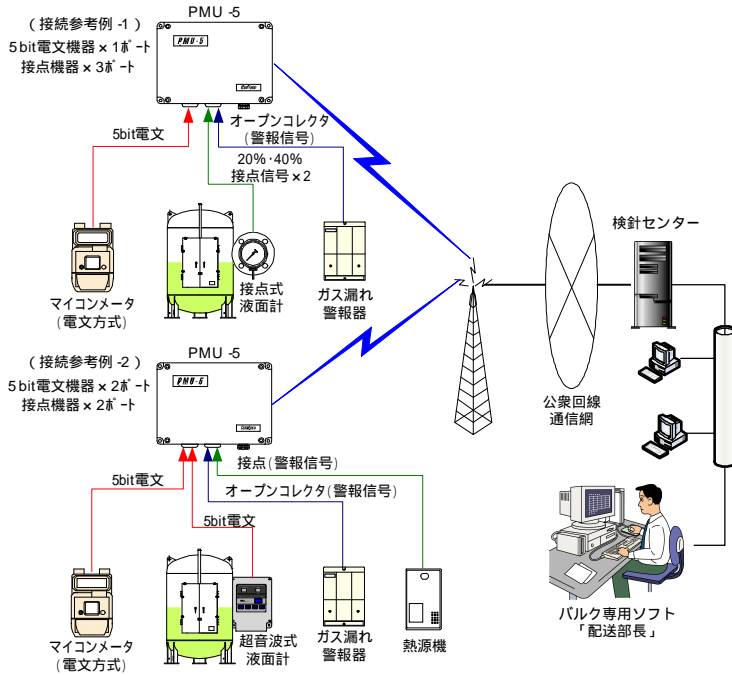 (接続参考例-1)
5bit電文機器×1ポート
接点機器×3ポート
PMU-5
PMU-5
オープンコレクタ
(警報信号)
5bit電文
20%・40%
接点信号×2
マイコンメータ
(電文方式)
接点式
液面計
ガス漏れ
警報器
検針センター
公衆回線
通信網
(接続参考例-2)
5bit電文機器×2ポート
接点機器×2ポート
PMU-5
PMU-5
接点(警報信号)
5bit電文
オープンコレクタ(警報信号)
5bit電文
マイコンメータ
(電文方式)
超音波式
液面計
ガス漏れ
警報器
熱源機
バルク専用ソフト
「配送部長」